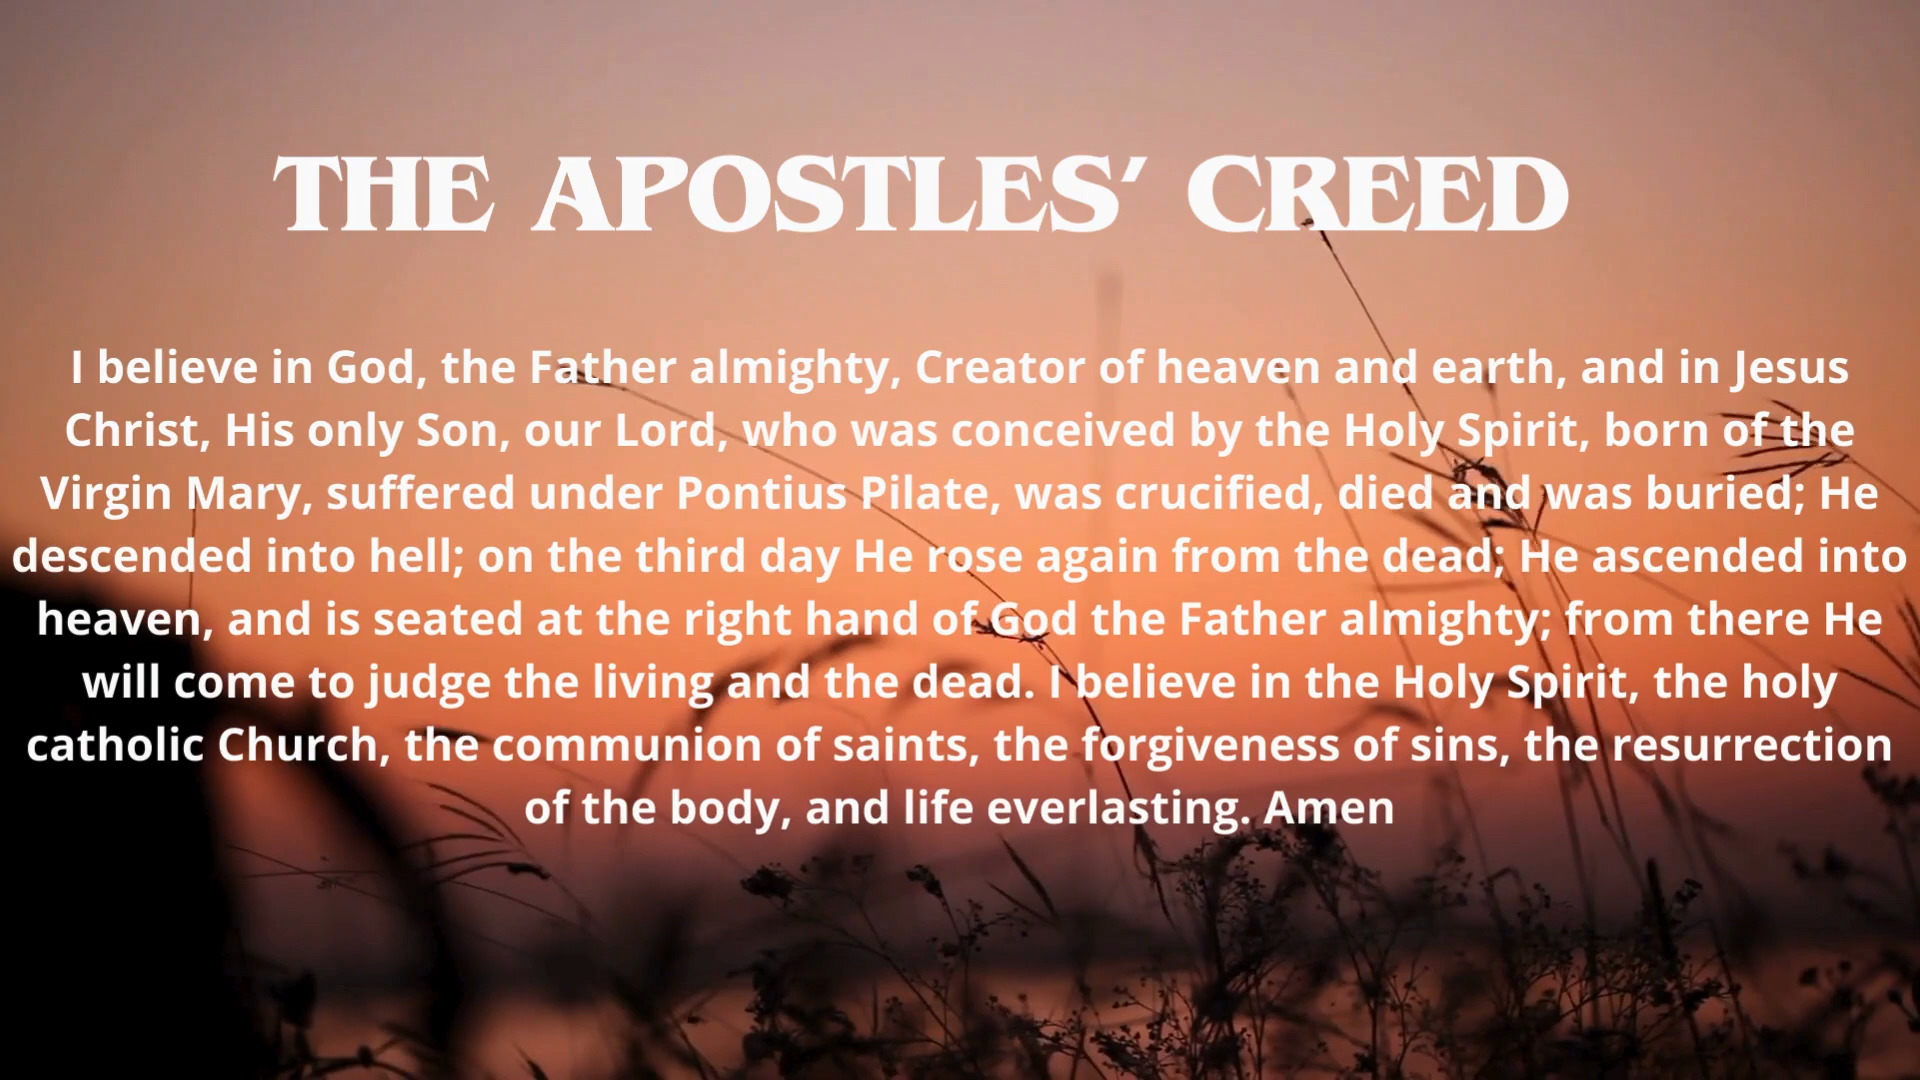 THE APOSTLES’ CREED
I believe in God, the Father almighty, Creator of heaven and earth, and in Jesus
Christ, His only Son, our Lord, who was conceived by the Holy Spirit, born of the
Virgin Mary, suffered under Pontius Pilate, was crucified, died and was buried; He
descended into hell; on the third day He rose again from the dead; He ascended into
heaven, and is seated at the right hand of God the Father almighty; from there He
will come to judge the living and the dead. I believe in the Holy Spirit, the holy
catholic Church, the communion of saints, the forgiveness of sins, the resurrection
of the body, and life everlasting. Amen